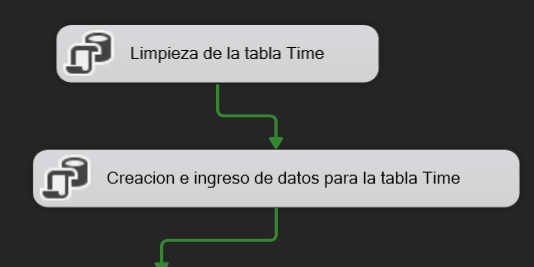 Limpieza de la tabla Time
Creacion e ingreso de datos para la tabla Time